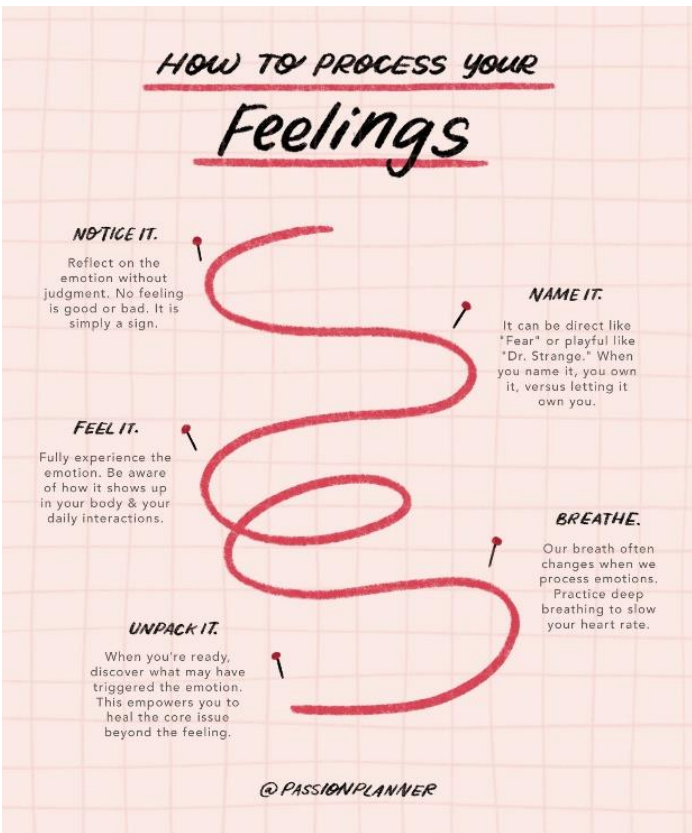 HOW TO PROCESS YOUR
Feelings
NOTICE IT.
Reflect on the
emotion without
judgment. No feeling
is good or bad. It is
simply a sign.
NAME IT.
It can be direct like
"Fear" or playful like
"Dr. Strange." When
you name it, you own
it, versus letting it
own you.
FEEL IT.
Fully experience the
emotion. Be aware
of how it shows up
in your body & your
daily interactions.
BREATHE.
Our breath often
changes when we
process emotions.
Practice deep
breathing to slow
your heart rate.
UNPACK IT.
When you're ready,
discover what may have
triggered the emotion.
This empowers you to
heal the core issue
beyond the feeling.
@PASSIONPLANNER